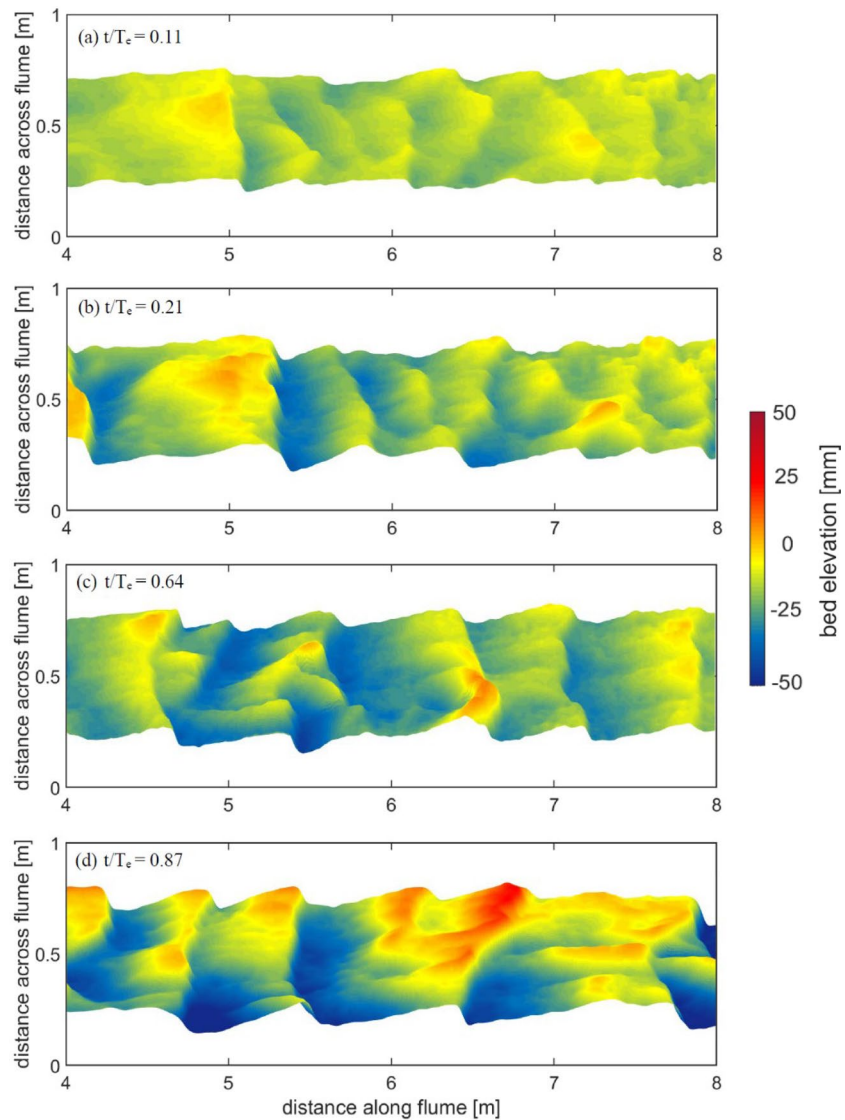 1
(a) t/Tₑ = 0.11
0.5
0
distance across flume [m]
4 5 6 7 8
1
(b) t/Tₑ = 0.21
0.5
0
distance across flume [m]
4 5 6 7 8
50
25
0
-25
-50
bed elevation [mm]
1
(c) t/Tₑ = 0.64
0.5
0
distance across flume [m]
4 5 6 7 8
1
(d) t/Tₑ = 0.87
0.5
0
distance across flume [m]
4 5 6 7 8
distance along flume [m]